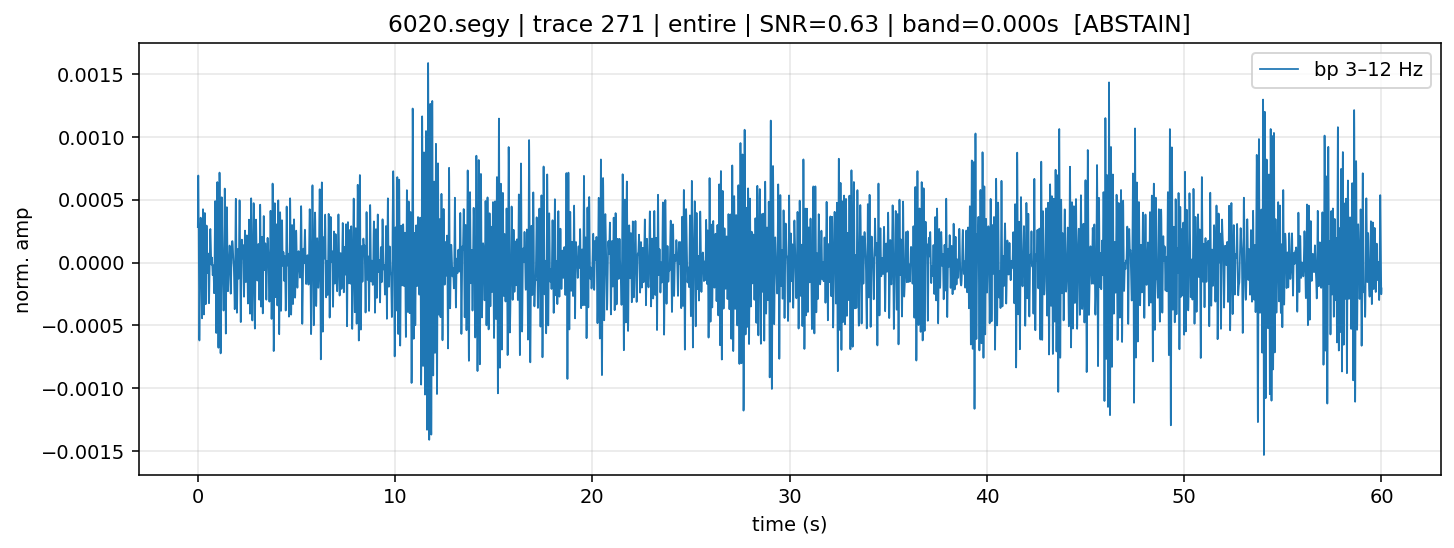 6020.segy | trace 271 | entire | SNR=0.63 | band=0.000s  [ABSTAIN]
bp 3–12 Hz
norm. amp
0.0015
0.0010
0.0005
0.0000
−0.0005
−0.0010
−0.0015
0 10 20 30 40 50 60
time (s)